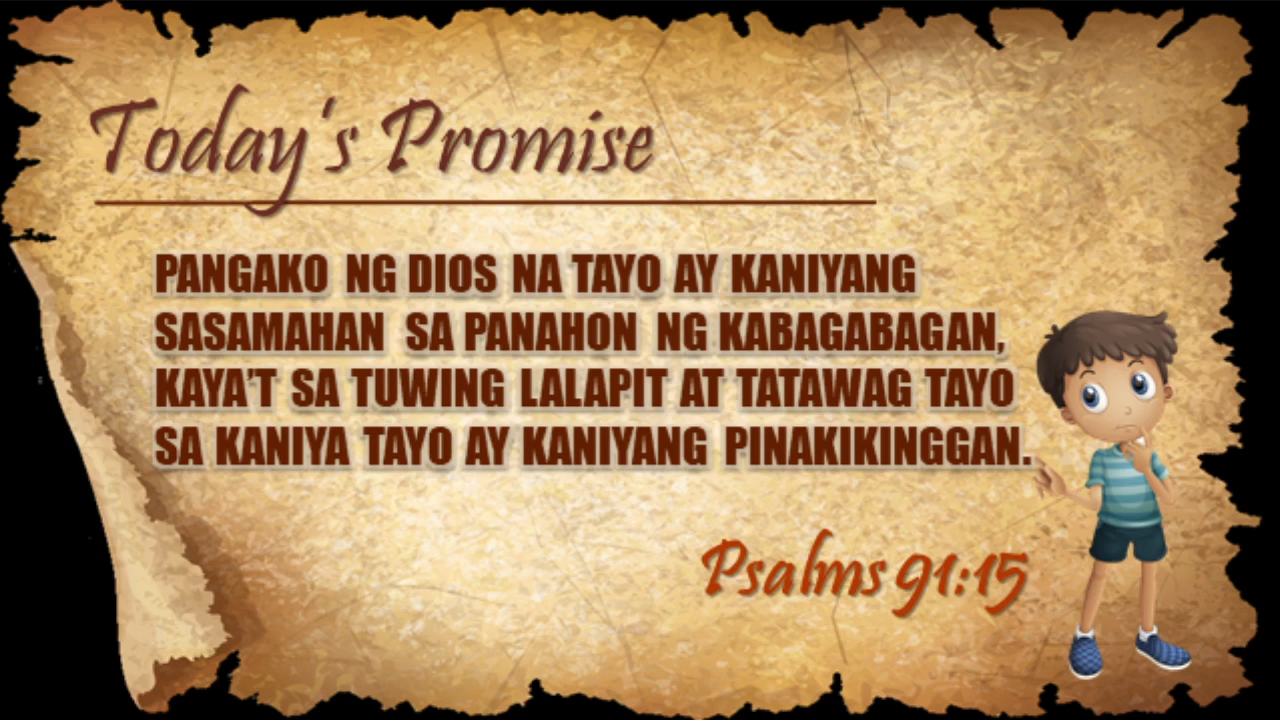 Today's Promise
PANGAKO NG DIOS NA TAYO AY KANIYANG
SASAMAHAN SA PANAHON NG KABAGABAGAN,
KAYA'T SA TUWING LALAPIT AT TATAWAG TAYO
SA KANIYA TAYO AY KANIYANG PINAKIKINGGAN.
Psalms 91:15